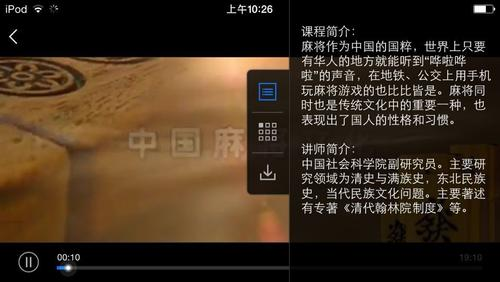 iPod
上午10:26
课程简介:
麻将作为中国的国粹，世界上只要
有华人的地方就能听到“哗啦哗
啦”的声音，在地铁、公交上用手机
玩麻将游戏的也比比皆是。麻将同
时也是传统文化中的重要一种，也
表现出了国人的性格和习惯。
讲师简介:
中国社会科学院副研究员。主要研
究领域为清史与满族史，东北民族
史，当代民族文化问题。主要著述
有专著《清代翰林院制度》等。
中国麻
00:10
19:10